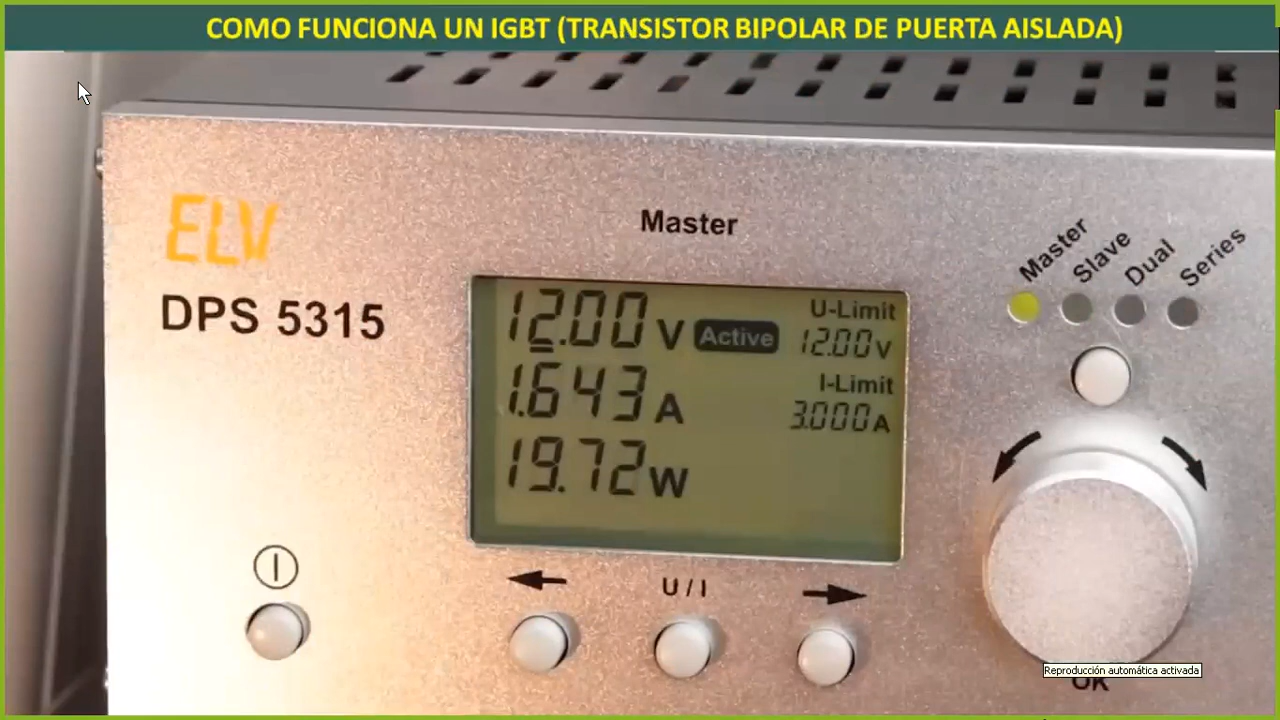 COMO FUNCIONA UN IGBT (TRANSISTOR BIPOLAR DE PUERTA AISLADA)
ELV
DPS 5315
Master
Master
Slave
Dual
Series
12.00 V Active
U-Limit
12.00 V
1.643 A
I-Limit
3.000 A
19.72 W
U / I
OK
Reproducción automática activada